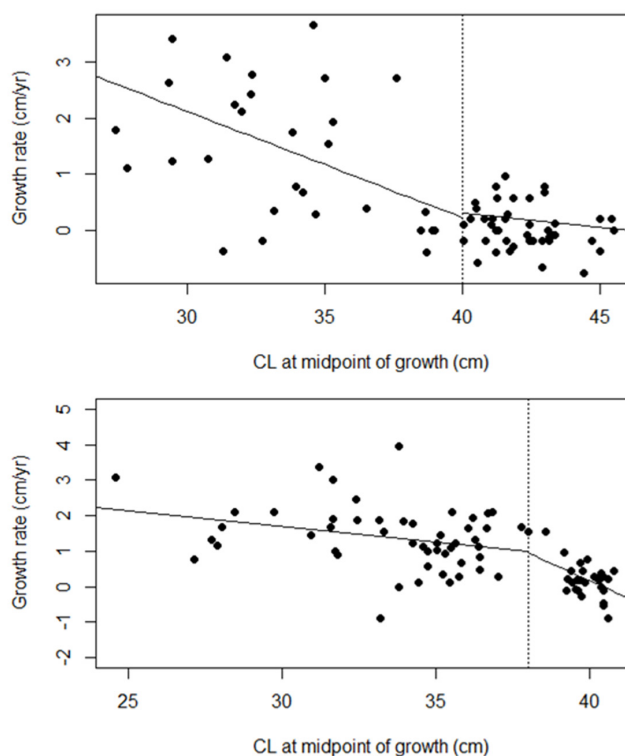 3
2
1
0
Growth rate (cm/yr)
30 35 40 45
CL at midpoint of growth (cm)
5
4
3
2
1
0
-1
-2
Growth rate (cm/yr)
25 30 35 40
CL at midpoint of growth (cm)